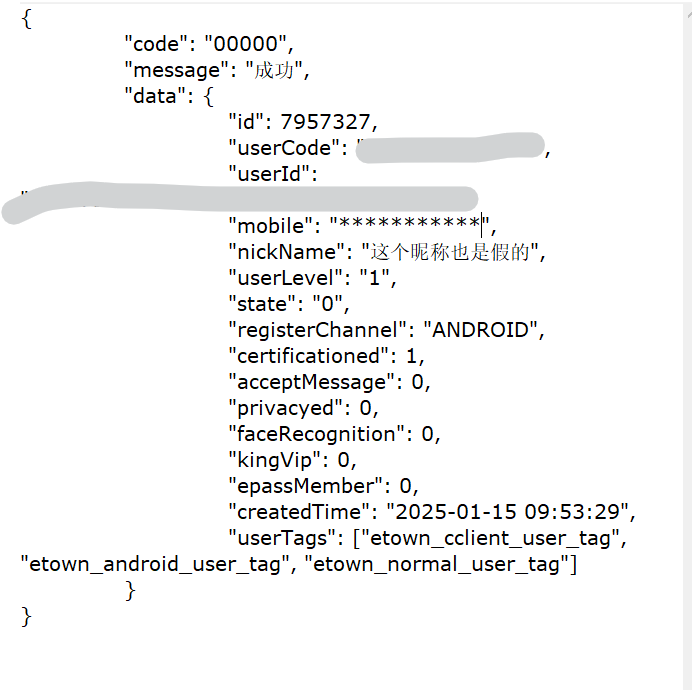 {
"code": "00000",
"message": "成功",
"data": {
"id": 7957327,
"userCode": "
,
"userId":
"mobile": "***********",
"nickName": "这个昵称也是假的",
"userLevel": "1",
"state": "0",
"registerChannel": "ANDROID",
"certificationed": 1,
"acceptMessage": 0,
"privacyed": 0,
"faceRecognition": 0,
"kingVip": 0,
"epassMember": 0,
"createdTime": "2025-01-15 09:53:29",
"userTags": ["etown_cclient_user_tag",
"etown_android_user_tag", "etown_normal_user_tag"]
}
}